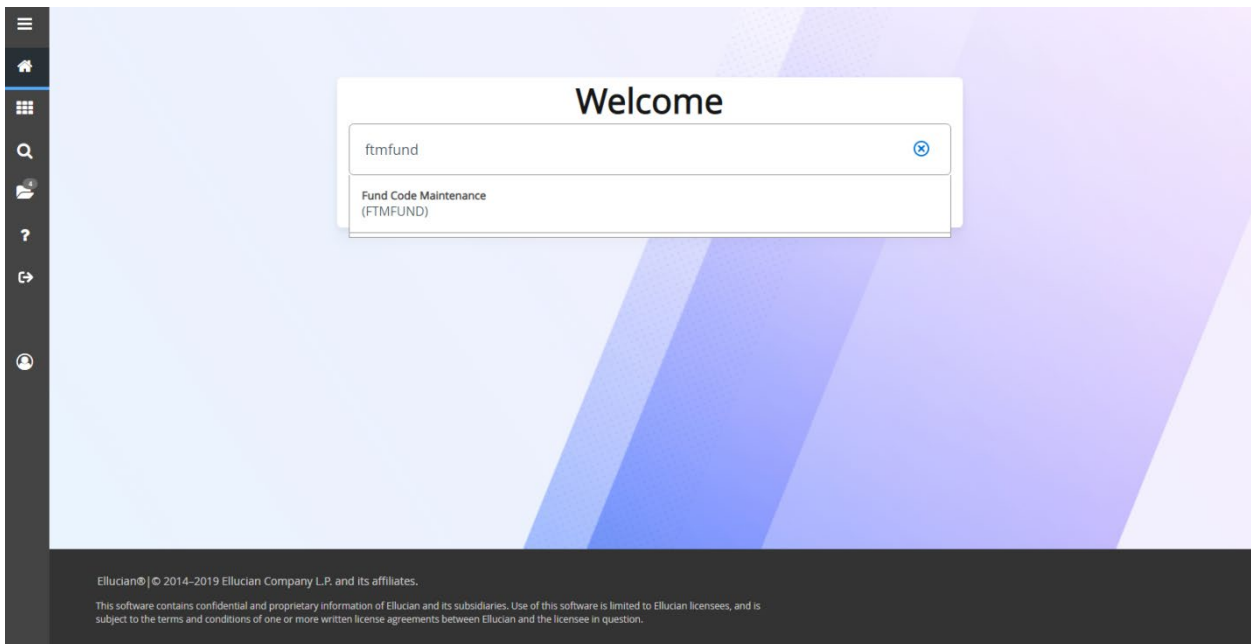 Welcome
ftmfund
Fund Code Maintenance
(FTMFUND)
4
?
Ellucian®|© 2014–2019 Ellucian Company L.P. and its affiliates.
This software contains confidential and proprietary information of Ellucian and its subsidiaries. Use of this software is limited to Ellucian licensees, and is
subject to the terms and conditions of one or more written license agreements between Ellucian and the licensee in question.